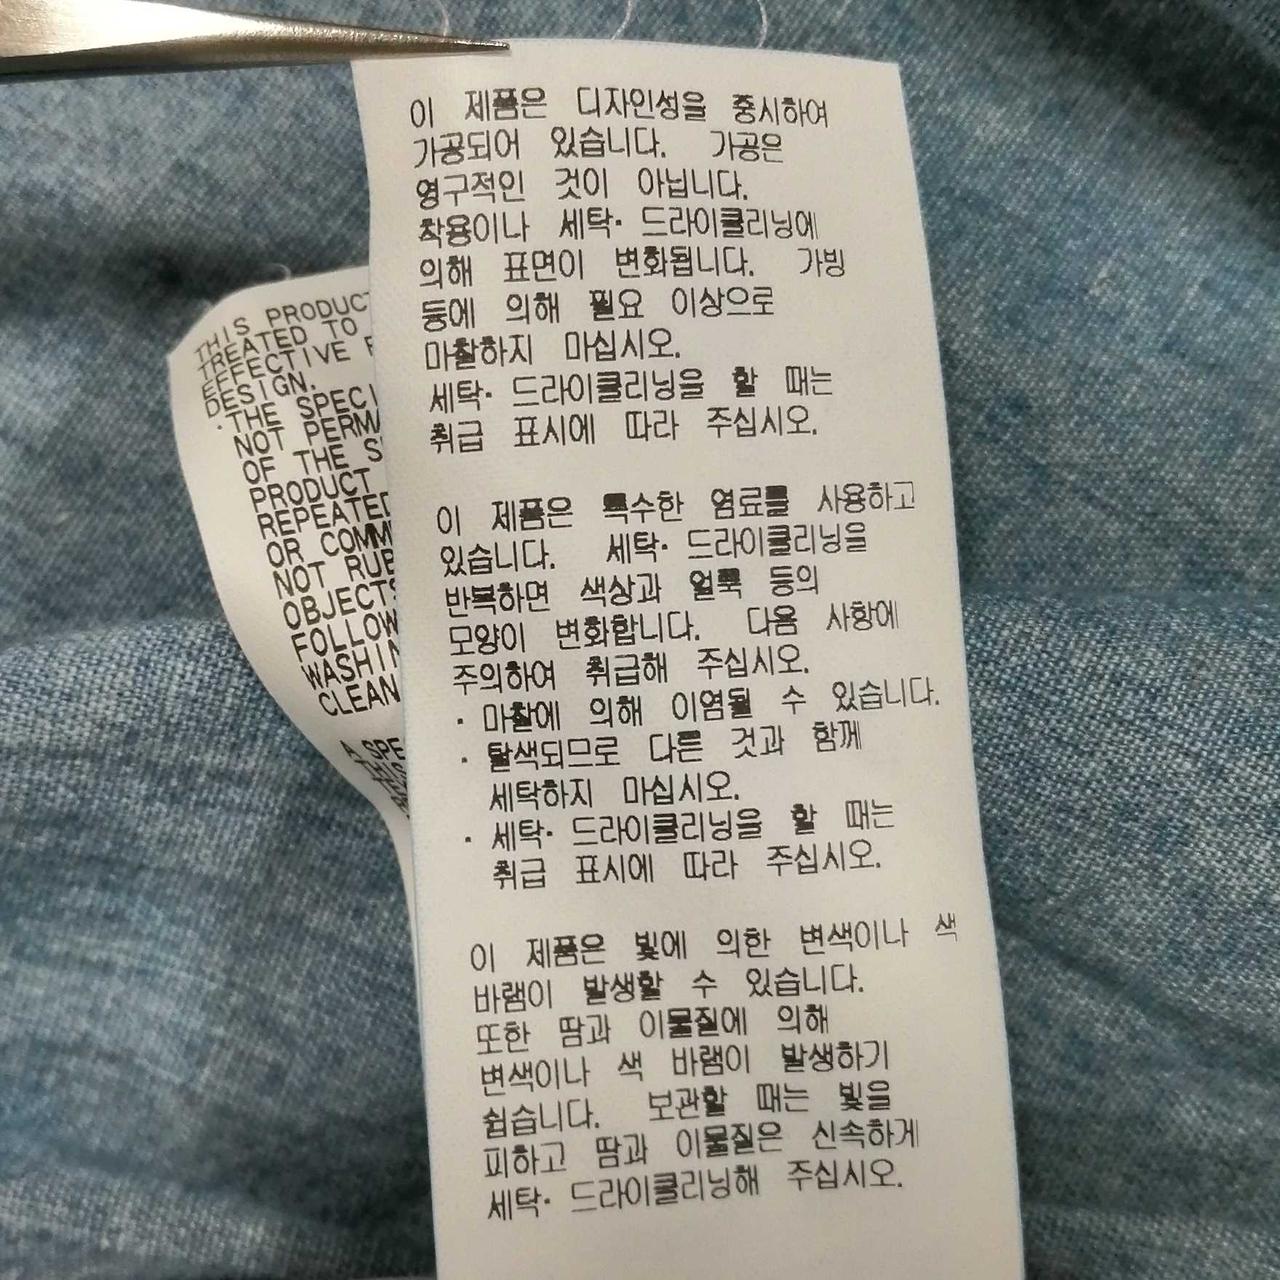 이 제품은 디자인성을 중시하여
가공되어 있습니다. 가공은
영구적인 것이 아닙니다.
착용이나 세탁· 드라이클리닝에
의해 표면이 변화됩니다. 가방
등에 의해 필요 이상으로
마찰하지 마십시오.
세탁· 드라이클리닝을 할 때는
취급 표시에 따라 주십시오.
이 제품은 특수한 염료를 사용하고
있습니다. 세탁· 드라이클리닝을
반복하면 색상과 얼룩 등의
모양이 변화합니다. 다음 사항에
주의하여 취급해 주십시오.
· 마찰에 의해 이염될 수 있습니다.
· 탈색되므로 다른 것과 함께
세탁하지 마십시오.
· 세탁· 드라이클리닝을 할 때는
취급 표시에 따라 주십시오.
이 제품은 빛에 의한 변색이나 색
바램이 발생할 수 있습니다.
또한 땀과 이물질에 의해
변색이나 색 바램이 발생하기
쉽습니다. 보관할 때는 빛을
피하고 땀과 이물질은 신속하게
세탁· 드라이클리닝해 주십시오.
THIS PRODUCT
TREATED TO
EFFECTIVE
DESIGN.
· THE
NOT
OF THE
PRODUCT
REPEATED
OR
NOT RUB
OBJECTS
FOLLOW